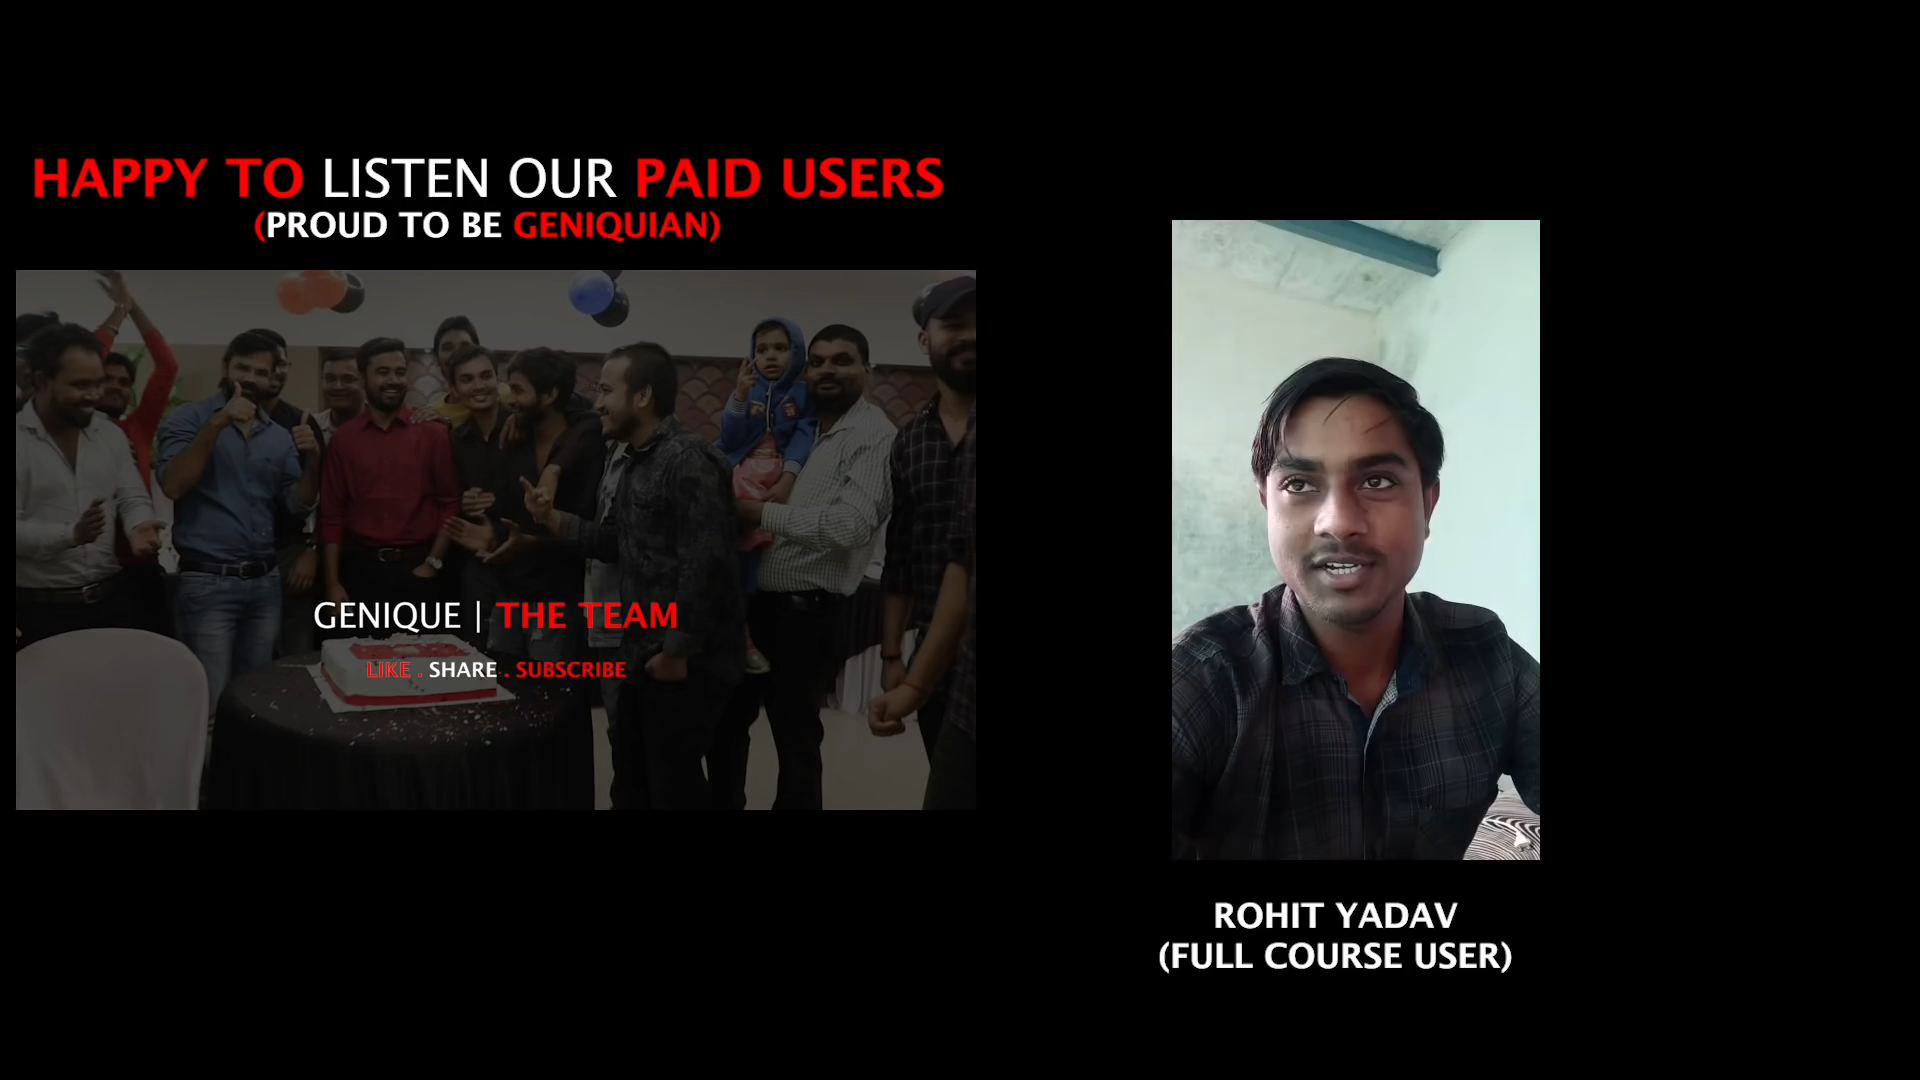 HAPPY TO LISTEN OUR PAID USERS
(PROUD TO BE GENIQUIAN)
GENIQUE | THE TEAM
LIKE . SHARE . SUBSCRIBE
ROHIT YADAV
(FULL COURSE USER)